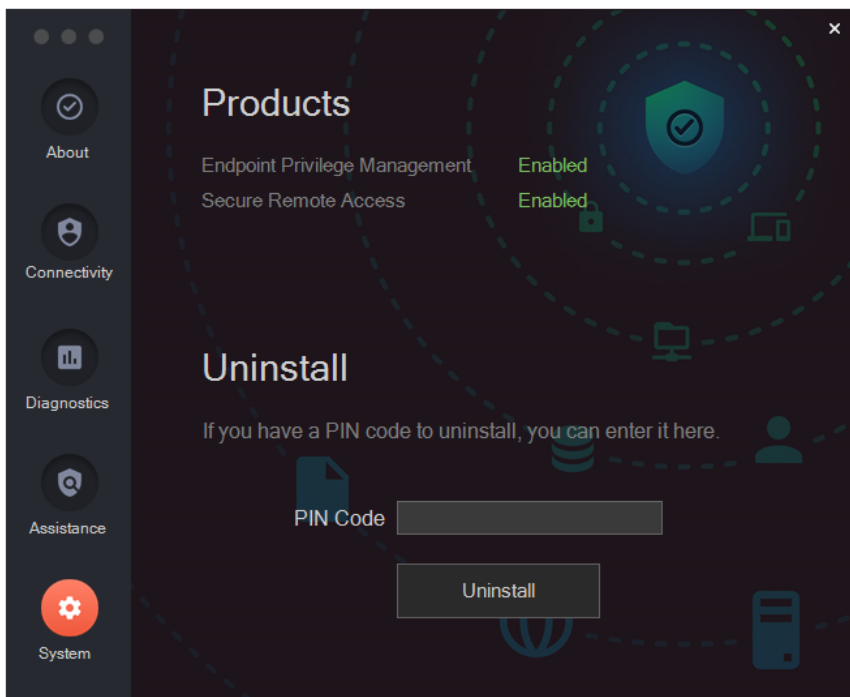 About
Connectivity
Diagnostics
Assistance
System
Products
Endpoint Privilege Management Enabled
Secure Remote Access Enabled
Uninstall
If you have a PIN code to uninstall, you can enter it here.
PIN Code
Uninstall